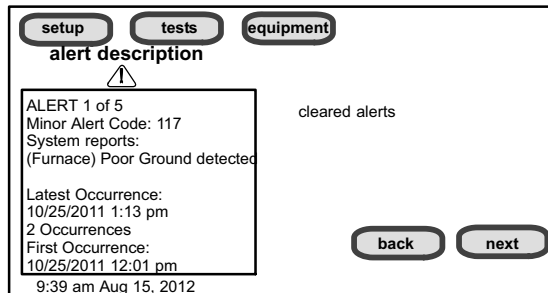 setup tests equipment
alert description
ALERT 1 of 5
Minor Alert Code: 117
System reports:
(Furnace) Poor Ground detected
cleared alerts
Latest Occurrence:
10/25/2011 1:13 pm
2 Occurrences
First Occurrence:
10/25/2011 12:01 pm
back next
9:39 am Aug 15, 2012